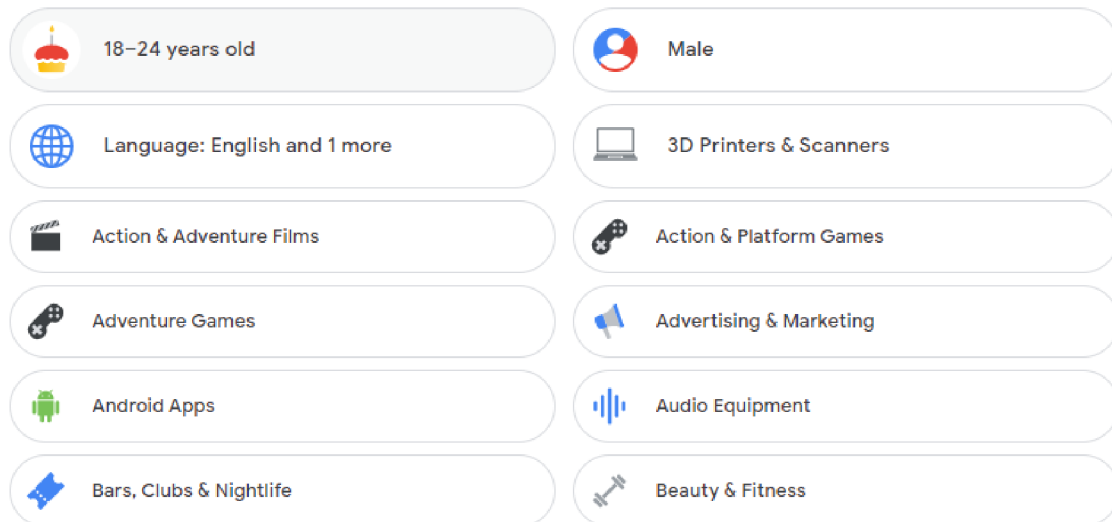 18–24 years old
Male
Language: English and 1 more
3D Printers & Scanners
Action & Adventure Films
Action & Platform Games
Adventure Games
Advertising & Marketing
Android Apps
Audio Equipment
Bars, Clubs & Nightlife
Beauty & Fitness